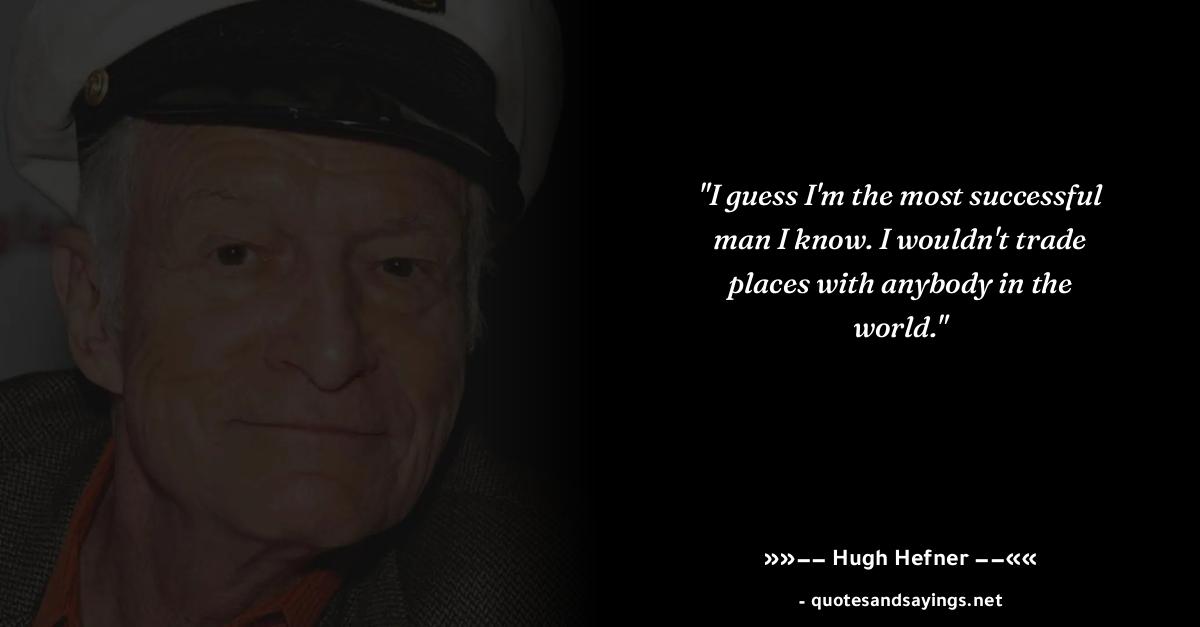 "I guess I'm the most successful
man I know. I wouldn't trade
places with anybody in the
world."
»»–– Hugh Hefner ––««
- quotesandsayings.net